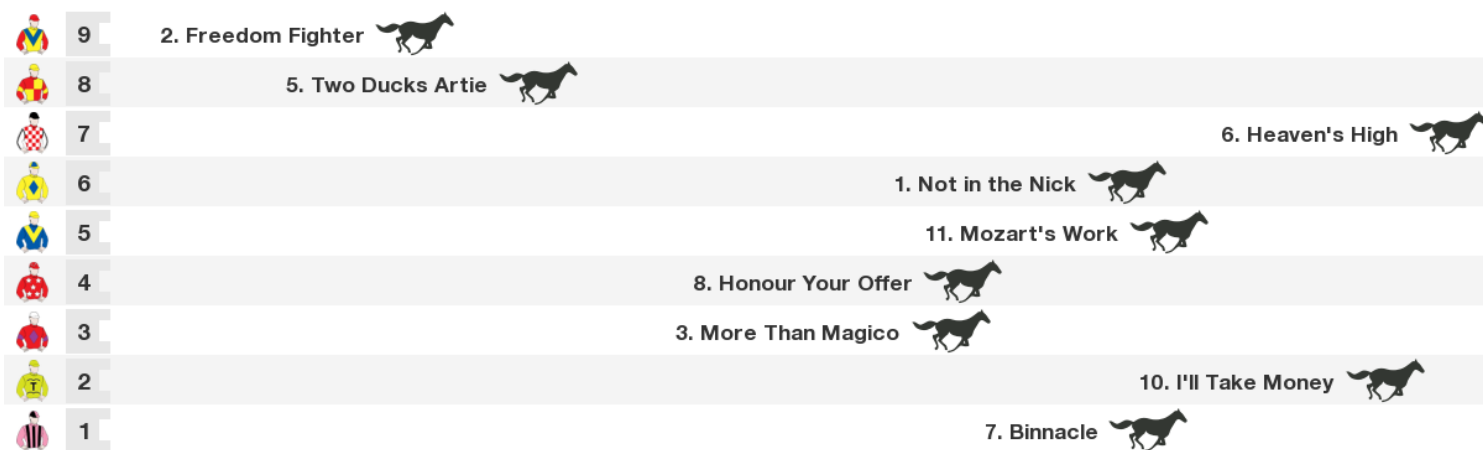 9 2. Freedom Fighter
8 5. Two Ducks Artie
7 6. Heaven's High
6 1. Not in the Nick
5 11. Mozart's Work
4 8. Honour Your Offer
3 3. More Than Magico
T 2 10. I'll Take Money
1 7. Binnacle